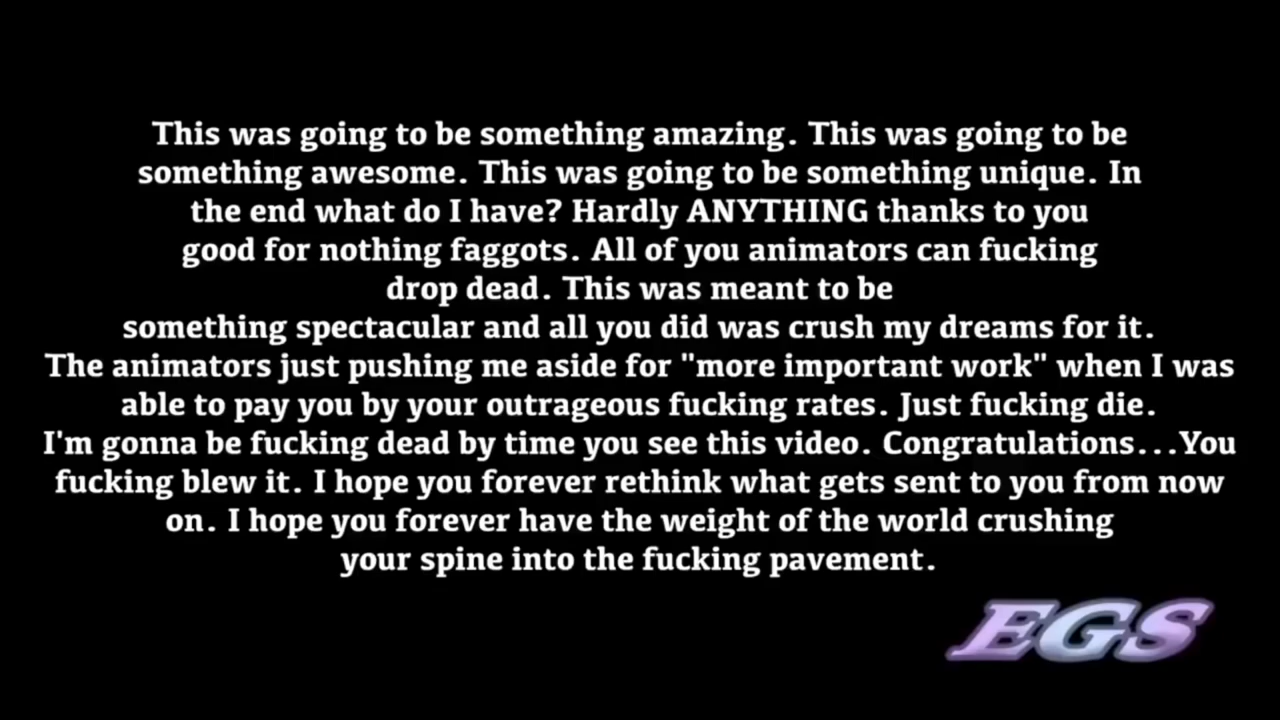 This was going to be something amazing. This was going to be
something awesome. This was going to be something unique. In
the end what do I have? Hardly ANYTHING thanks to you
good for nothing faggots. All of you animators can fucking
drop dead. This was meant to be
something spectacular and all you did was crush my dreams for it.
The animators just pushing me aside for "more important work" when I was
able to pay you by your outrageous fucking rates. Just fucking die.
I'm gonna be fucking dead by time you see this video. Congratulations...You
fucking blew it. I hope you forever rethink what gets sent to you from now
on. I hope you forever have the weight of the world crushing
your spine into the fucking pavement.
EGS